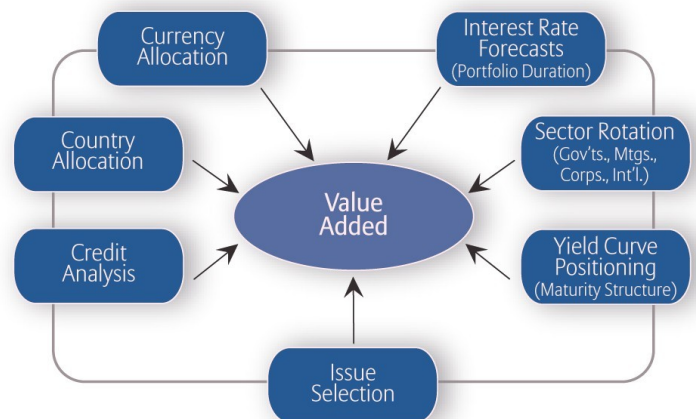 Currency
Allocation
Interest Rate
Forecasts
(Portfolio Duration)
Country
Allocation
Sector Rotation
(Gov'ts., Mtgs.,
Corps., Int'l.)
Value
Added
Credit
Analysis
Yield Curve
Positioning
(Maturity Structure)
Issue
Selection